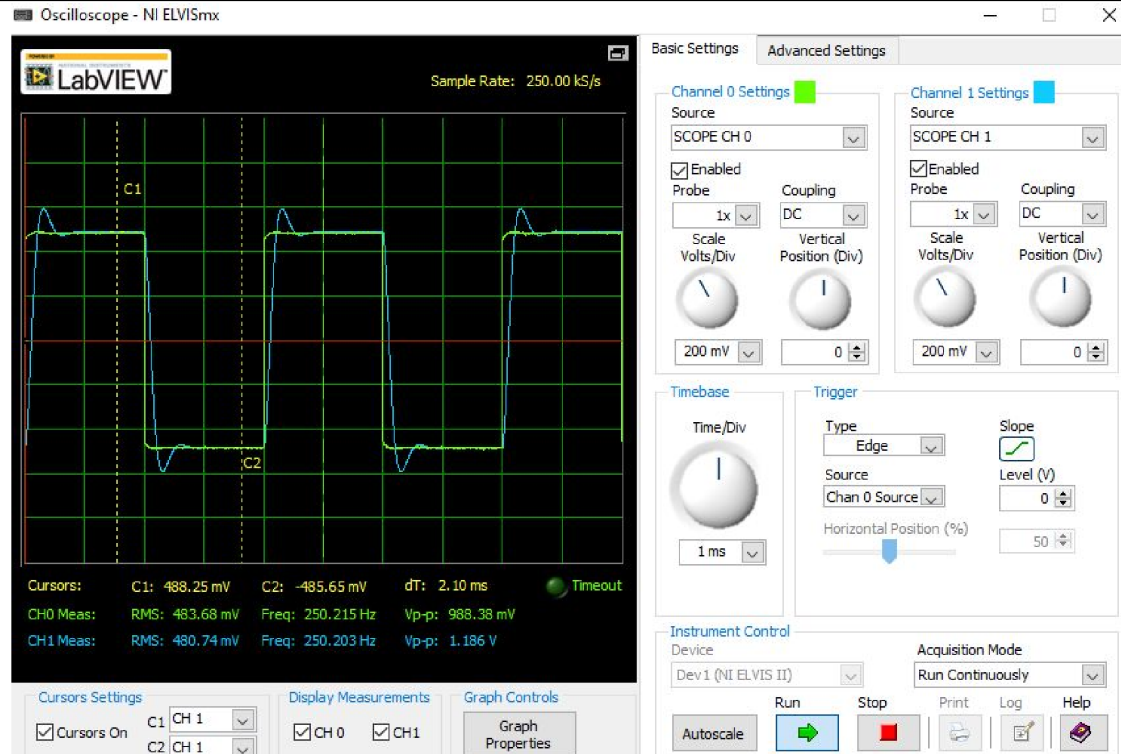 Oscilloscope - NI ELVISmx
Basic Settings
Advanced Settings
NATIONAL INSTRUMENTS
LabVIEW
Sample Rate: 250.00 kS/s
C1
C2
Cursors: C1: 488.25 mV C2: -485.65 mV dT: 2.10 ms Timeout
CH0 Meas: RMS: 483.68 mV Freq: 250.215 Hz Vp-p: 988.38 mV
CH1 Meas: RMS: 480.74 mV Freq: 250.203 Hz Vp-p: 1.186 V
Cursors Settings
Cursors On
C1 CH 1
C2 CH 1
Display Measurements
CH 0 CH1
Graph Controls
Graph
Properties
Channel 0 Settings
Source
SCOPE CH 0
Enabled
Probe Coupling
1x DC
Scale Vertical
Volts/Div Position (Div)
200 mV 0
Channel 1 Settings
Source
SCOPE CH 1
Enabled
Probe Coupling
1x DC
Scale Vertical
Volts/Div Position (Div)
200 mV 0
Timebase
Time/Div
1 ms
Trigger
Type Slope
Edge
Source Level (V)
Chan 0 Source 0
Horizontal Position (%)
50
Instrument Control
Device Acquisition Mode
Dev1 (NI ELVIS II) Run Continuously
Run Stop Print Log Help
Autoscale